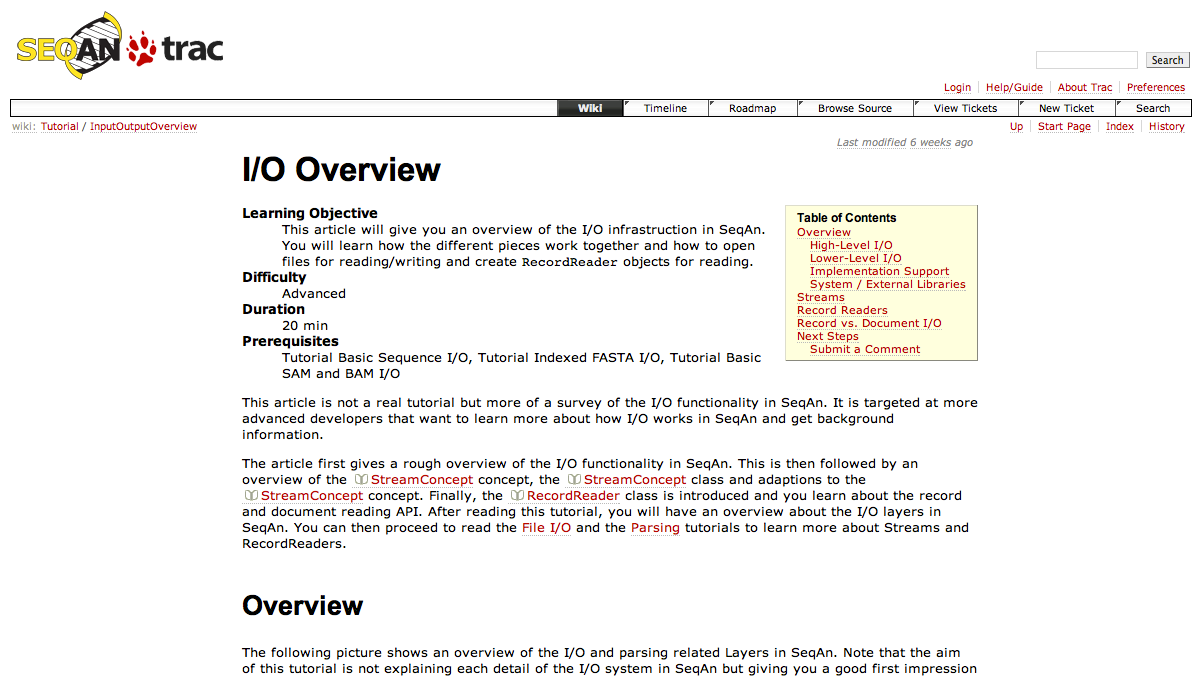 SEQAN trac
Search
Login Help/Guide About Trac Preferences
Wiki Timeline Roadmap Browse Source View Tickets New Ticket Search
wiki: Tutorial / InputOutputOverview
Up Start Page Index History
Last modified 6 weeks ago
I/O Overview
Learning Objective
This article will give you an overview of the I/O infrastruction in SeqAn.
You will learn how the different pieces work together and how to open
files for reading/writing and create RecordReader objects for reading.
Difficulty
Advanced
Duration
20 min
Prerequisites
Tutorial Basic Sequence I/O, Tutorial Indexed FASTA I/O, Tutorial Basic
SAM and BAM I/O
Table of Contents
Overview
High-Level I/O
Lower-Level I/O
Implementation Support
System / External Libraries
Streams
Record Readers
Record vs. Document I/O
Next Steps
Submit a Comment
This article is not a real tutorial but more of a survey of the I/O functionality in SeqAn. It is targeted at more
advanced developers that want to learn more about how I/O works in SeqAn and get background
information.
The article first gives a rough overview of the I/O functionality in SeqAn. This is then followed by an
overview of the StreamConcept concept, the StreamConcept class and adaptions to the
StreamConcept concept. Finally, the RecordReader class is introduced and you learn about the record
and document reading API. After reading this tutorial, you will have an overview about the I/O layers in
SeqAn. You can then proceed to read the File I/O and the Parsing tutorials to learn more about Streams and
RecordReaders.
Overview
The following picture shows an overview of the I/O and parsing related Layers in SeqAn. Note that the aim
of this tutorial is not explaining each detail of the I/O system in SeqAn but giving you a good first impression